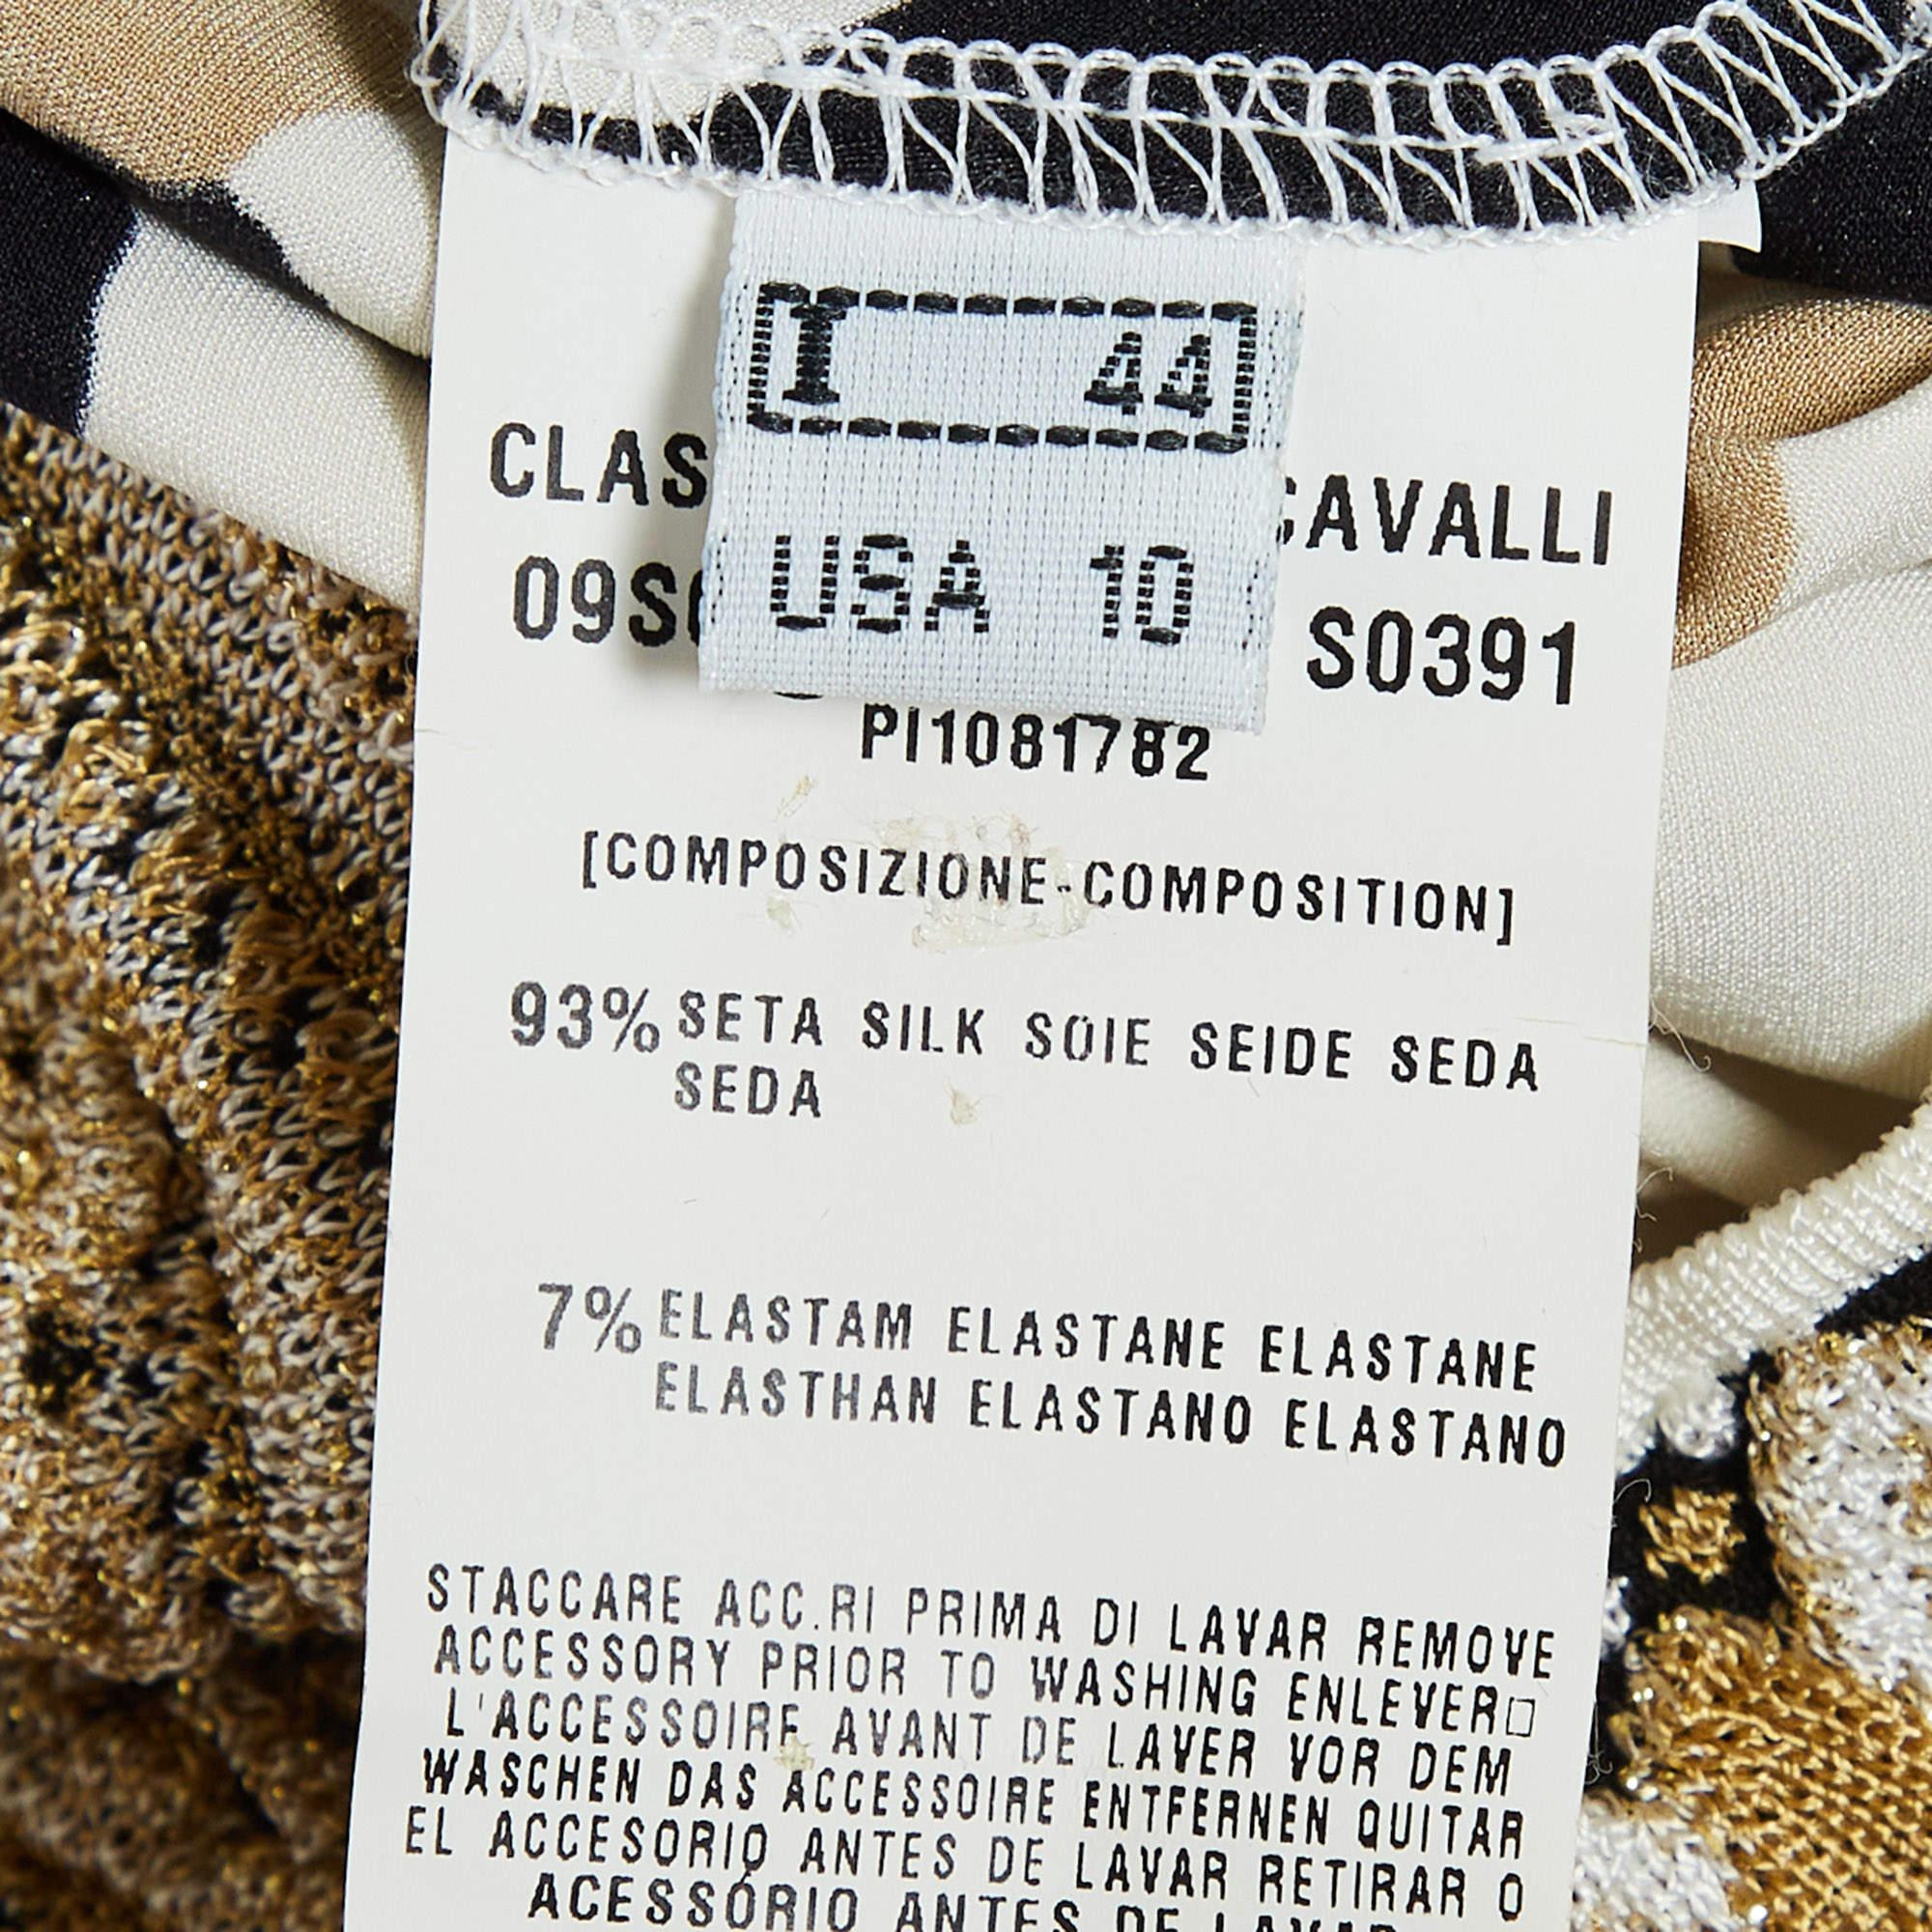 I 44
USA 10
CAVALLI
S0391
PI1081782
[COMPOSIZIONE-COMPOSITION]
93% SETA SILK SOIE SEIDE SEDA
SEDA
7% ELASTAM ELASTANE ELASTANE
ELASTHAN ELASTANO ELASTANO
STACCARE ACC.RI PRIMA DI LAVAR REMOVE
ACCESSORY PRIOR TO WASHING ENLEVER□
L'ACCESSOIRE AVANT DE LAVER VOR DEM
WASCHEN DAS ACCESSOIRE ENTFERNEN QUITAR
EL ACCESORIO ANTES DE LAVAR RETIRAR O
ACESSÓRIO ANTES DE LAVAR